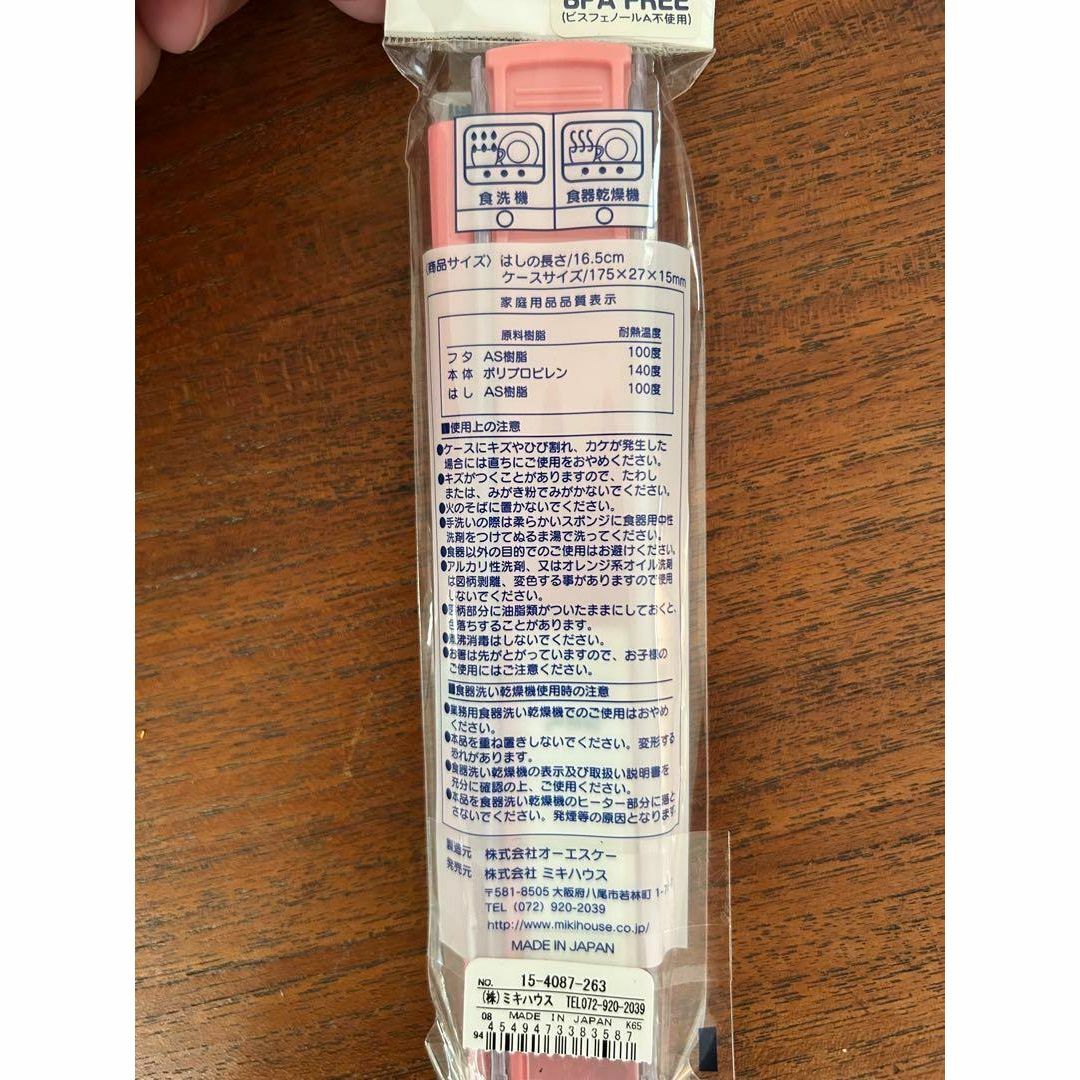 BPA FREE
(ビスフェノールA不使用)
食洗機 食器乾燥機
〈商品サイズ〉 はしの長さ/16.5cm
ケースサイズ/175×27×15mm
家庭用品品質表示
原料樹脂 耐熱温度
フタ AS樹脂 100度
本体 ポリプロピレン 140度
はし AS樹脂 100度
■使用上の注意
●ケースにキズやひび割れ、カケが発生した
場合には直ちにご使用をおやめください。
●キズがつくことがありますので、たわし
または、みがき粉でみがかないでください。
●火のそばに置かないでください。
●手洗いの際は柔らかいスポンジに食器用中性
洗剤をつけてぬるま湯で洗ってください。
●食器以外の目的でのご使用はお避けください。
●アルカリ性洗剤、又はオレンジ系オイル洗剤
は図柄剥離、変色する事がありますので使用
しないでください。
●図柄部分に油脂類がついたままにしておくと、
色落ちすることがあります。
●煮沸消毒はしないでください。
●お箸は先がとがっていますので、お子様の
ご使用にはご注意ください。
■食器洗い乾燥機使用時の注意
●業務用食器洗い乾燥機でのご使用はおやめ
ください。
●本品を重ね置きしないでください。変形する
恐れがあります。
●食器洗い乾燥機の表示及び取扱い説明書を
充分に確認の上、ご使用ください。
●本品を食器洗い乾燥機のヒーター部分に落と
さないでください。発煙等の原因となります
製造元 株式会社オーエスケー
発売元 株式会社 ミキハウス
〒581-8505 大阪府八尾市若林町
TEL (072) 920-2039
http://www.mikihouse.co.jp/
MADE IN JAPAN
NO. 15-4087-263
(株)ミキハウス TEL072-920-2039
08 MADE IN JAPAN K65
94 4549473383587